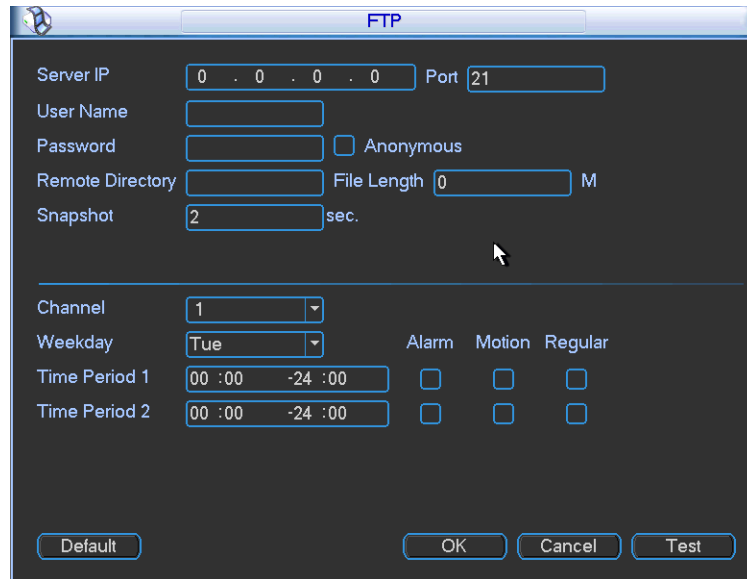 FTP
Server IP 0 . 0 . 0 . 0 Port 21
User Name
Password Anonymous
Remote Directory File Length 0 M
Snapshot 2 sec.
Channel 1
Weekday Tue Alarm Motion Regular
Time Period 1 00 :00 -24 :00
Time Period 2 00 :00 -24 :00
Default OK Cancel Test